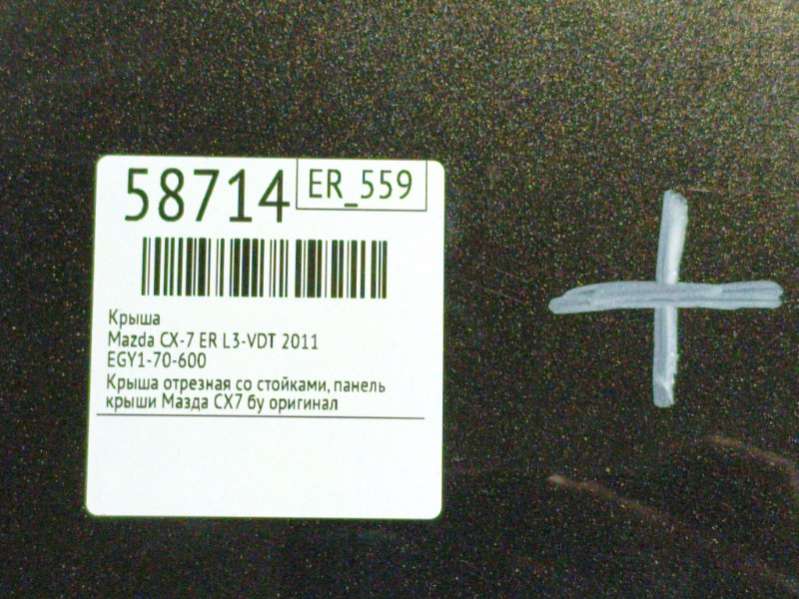 58714
ER_559
Крыша
Mazda CX-7 ER L3-VDT 2011
EGY1-70-600
Крыша отрезная со стойками, панель
крыши Мазда СХ7 бу оригинал